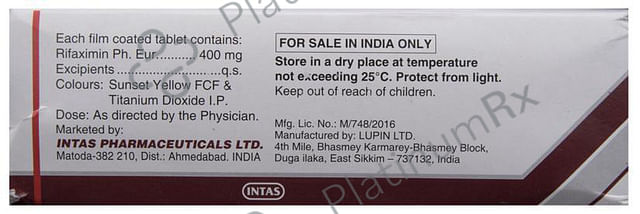 Each film coated tablet contains:
Rifaximin Ph. Eur........... 400 mg
Excipients ..............................q.s.
Colours: Sunset Yellow FCF &
Titanium Dioxide I.P.
Dose: As directed by the Physician.
Marketed by:
INTAS PHARMACEUTICALS LTD.
Matoda-382 210, Dist.: Ahmedabad. INDIA
FOR SALE IN INDIA ONLY
Store in a dry place at temperature
not exceeding 25°C. Protect from light.
Keep out of reach of children.
Mfg. Lic. No.: M/748/2016
Manufactured by: LUPIN LTD.
4th Mile, Bhasmey Karmarey-Bhasmey Block,
Duga ilaka, East Sikkim – 737132, India
INTAS
PlatinumRx